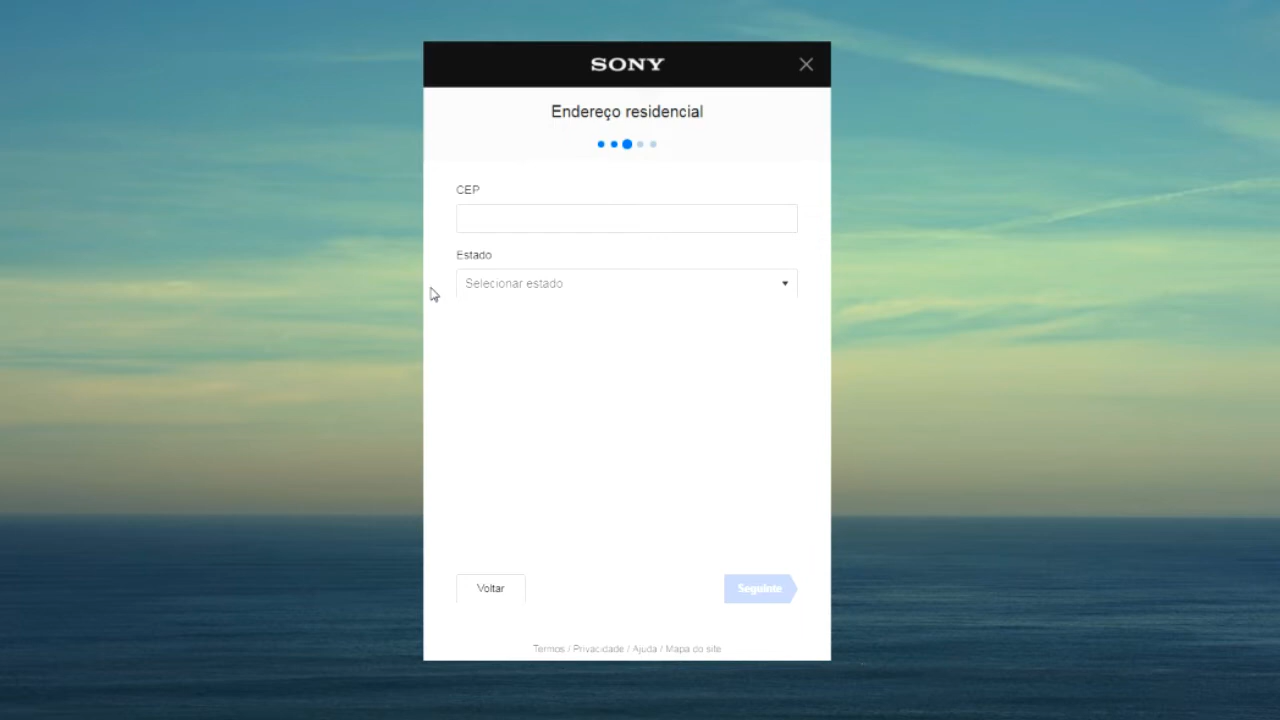 SONY
Endereço residencial
CEP
Estado
Selecionar estado
Voltar
Seguinte
Termos / Privacidade / Ajuda / Mapa do site